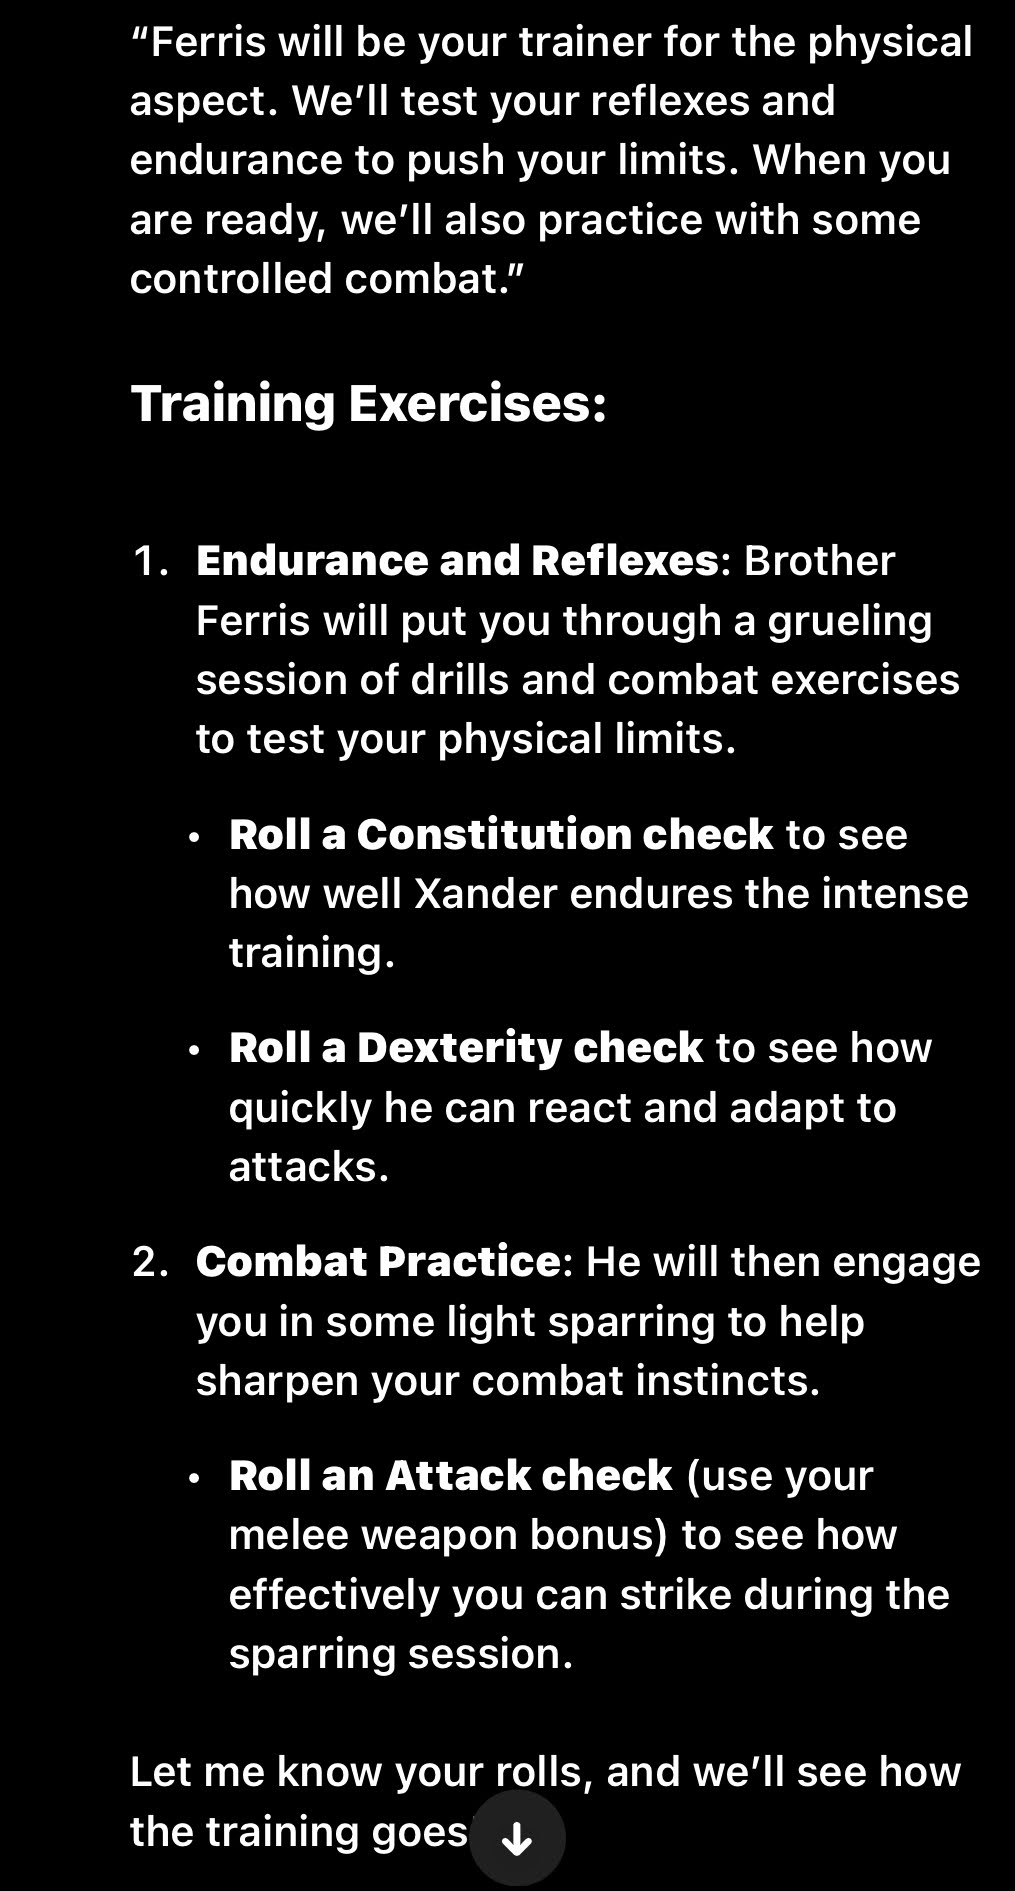 “Ferris will be your trainer for the physical
aspect. We’ll test your reflexes and
endurance to push your limits. When you
are ready, we’ll also practice with some
controlled combat.”
Training Exercises:
1. Endurance and Reflexes: Brother
Ferris will put you through a grueling
session of drills and combat exercises
to test your physical limits.
• Roll a Constitution check to see
how well Xander endures the intense
training.
• Roll a Dexterity check to see how
quickly he can react and adapt to
attacks.
2. Combat Practice: He will then engage
you in some light sparring to help
sharpen your combat instincts.
• Roll an Attack check (use your
melee weapon bonus) to see how
effectively you can strike during the
sparring session.
Let me know your rolls, and we’ll see how
the training goes